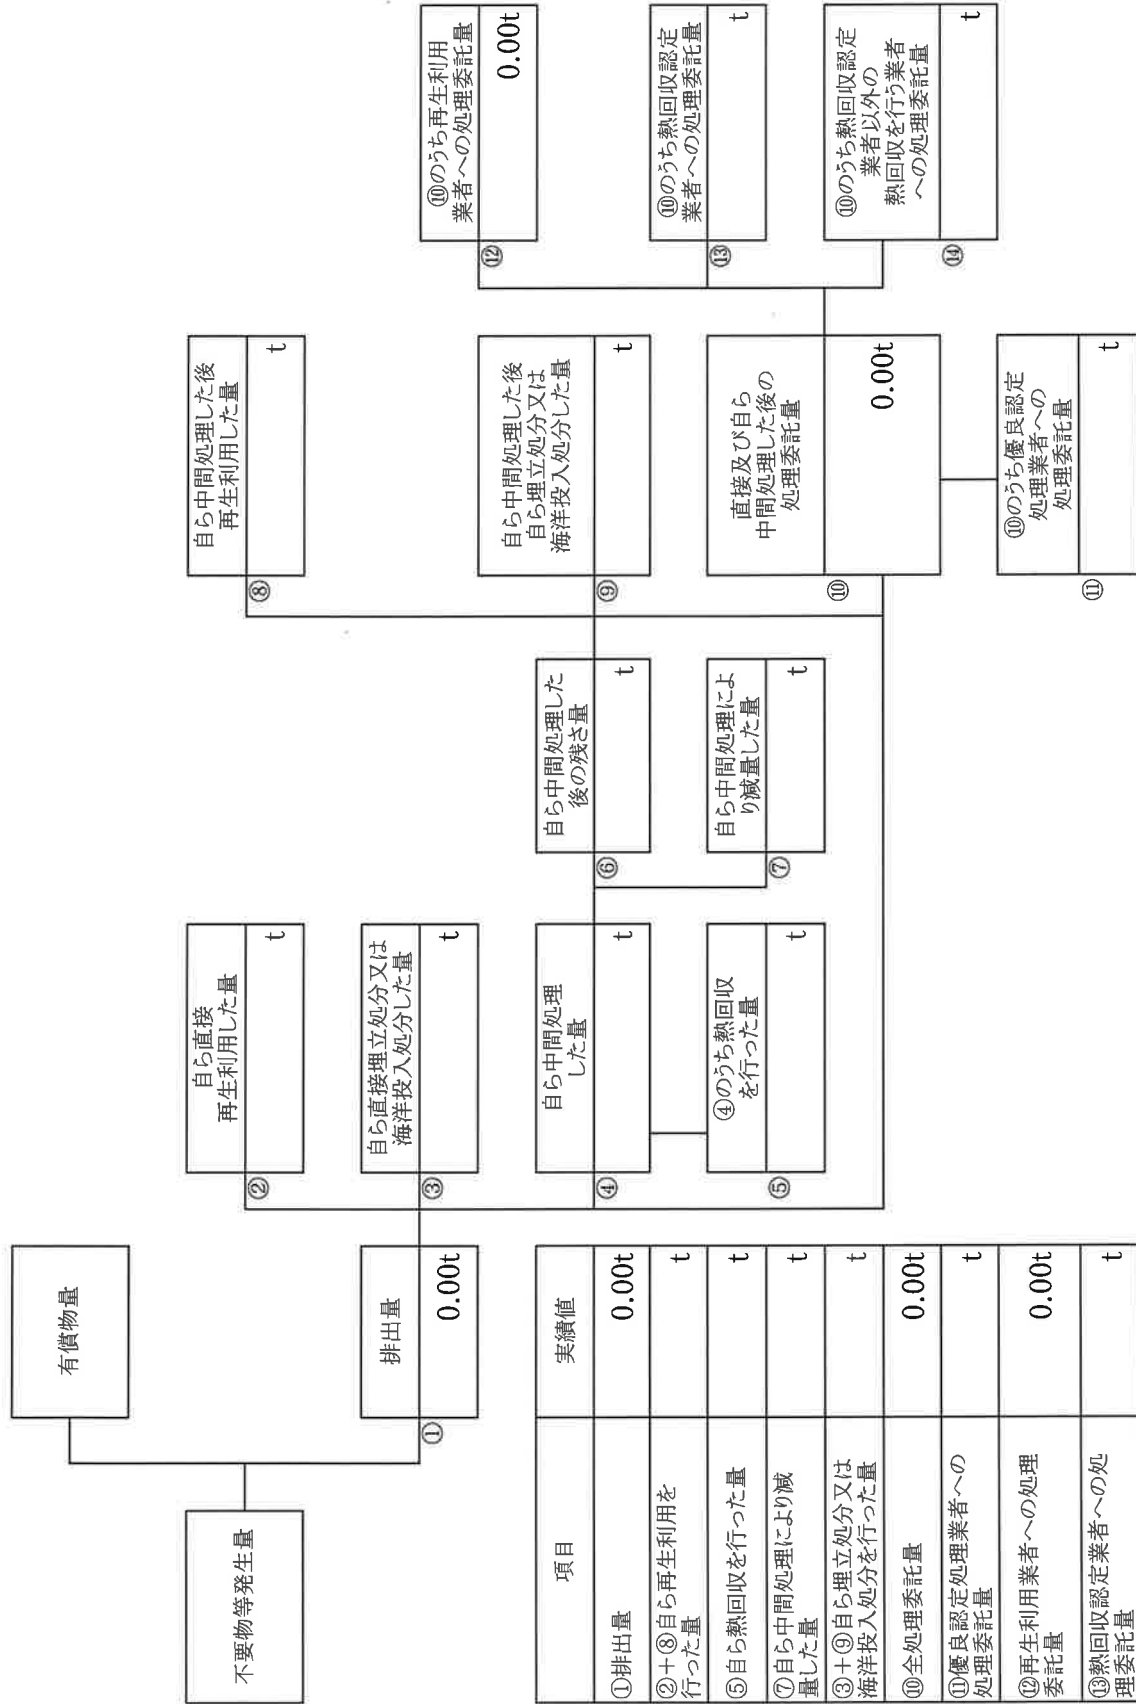 不要物等発生量
有償物量
排出量
① 0.00t
自ら直接
再生利用した量
② t
自ら直接埋立処分又は
海洋投入処分した量
③ t
自ら中間処理
した量
④ t
④のうち熱回収
を行った量
⑤ t
自ら中間処理した
後の残さ量
⑥ t
自ら中間処理によ
り減量した量
⑦ t
自ら中間処理した後
再生利用した量
⑧ t
自ら中間処理した後
自ら埋立処分又は
海洋投入処分した量
⑨ t
直接及び自ら
中間処理した後の
処理委託量
⑩ 0.00t
⑩のうち優良認定
処理業者への
処理委託量
⑪ t
⑩のうち再生利用
業者への処理委託量
⑫ 0.00t
⑩のうち熱回収認定
業者への処理委託量
⑬ t
⑩のうち熱回収認定
業者以外の
熱回収を行う業者
への処理委託量
⑭ t
項目 実績値
①排出量 0.00t
②+⑧自ら再生利用を
行った量 t
⑤自ら熱回収を行った量 t
⑦自ら中間処理により減
量した量 t
③+⑨自ら埋立処分又は
海洋投入処分を行った量 t
⑩全処理委託量 0.00t
⑪優良認定処理業者への
処理委託量 t
⑫再生利用業者への処理
委託量 0.00t
⑬熱回収認定業者への処
理委託量 t